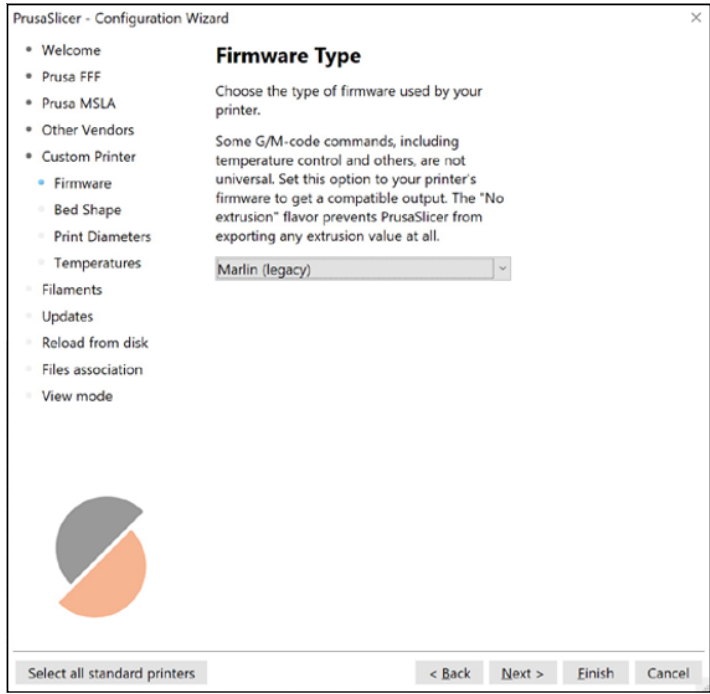 PrusaSlicer - Configuration Wizard
Welcome
Prusa FFF
Prusa MSLA
Other Vendors
Custom Printer
Firmware
Bed Shape
Print Diameters
Temperatures
Filaments
Updates
Reload from disk
Files association
View mode
Firmware Type
Choose the type of firmware used by your
printer.
Some G/M-code commands, including
temperature control and others, are not
universal. Set this option to your printer's
firmware to get a compatible output. The "No
extrusion" flavor prevents PrusaSlicer from
exporting any extrusion value at all.
Marlin (legacy)
Select all standard printers
< Back
Next >
Finish
Cancel